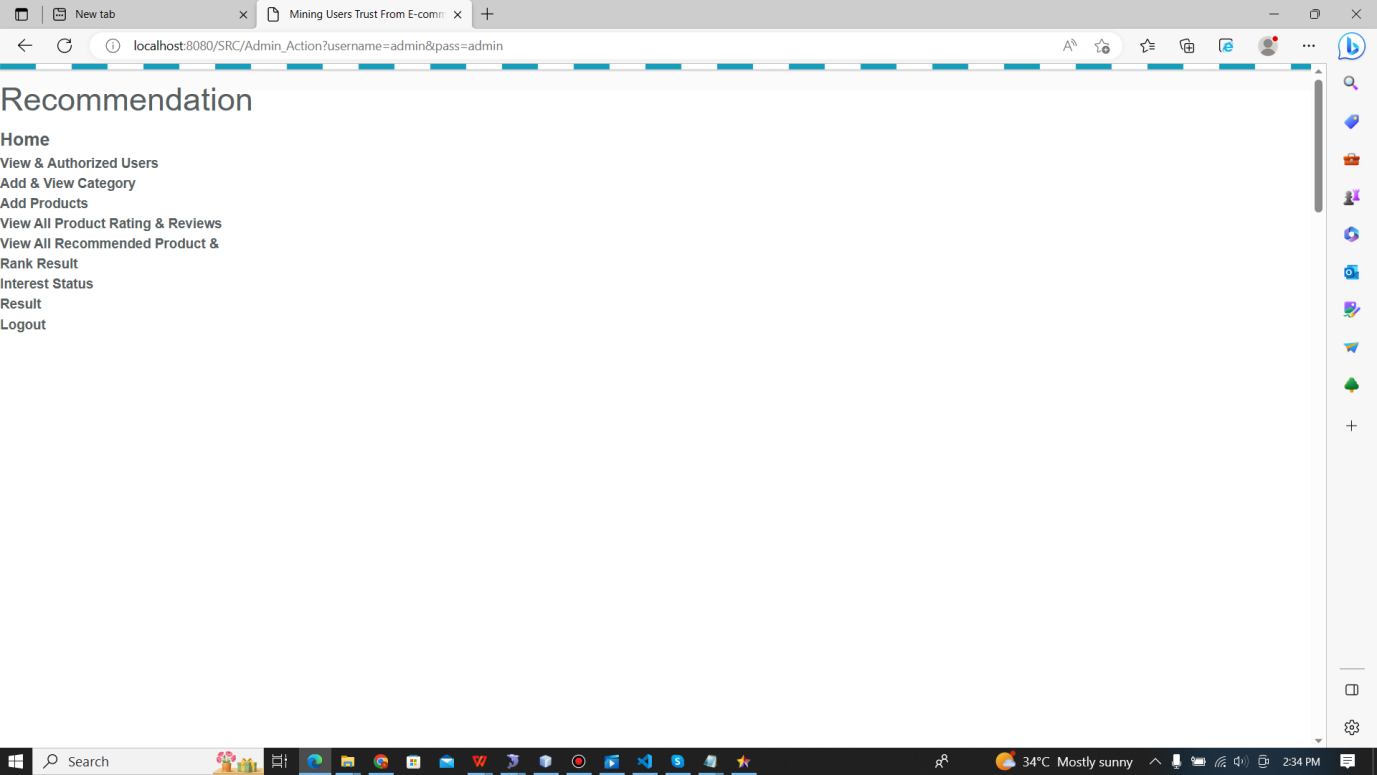 New tab
Mining Users Trust From E-comm
localhost:8080/SRC/Admin_Action?username=admin&pass=admin
Recommendation
Home
View & Authorized Users
Add & View Category
Add Products
View All Product Rating & Reviews
View All Recommended Product &
Rank Result
Interest Status
Result
Logout
Search
34°C Mostly sunny
2:34 PM